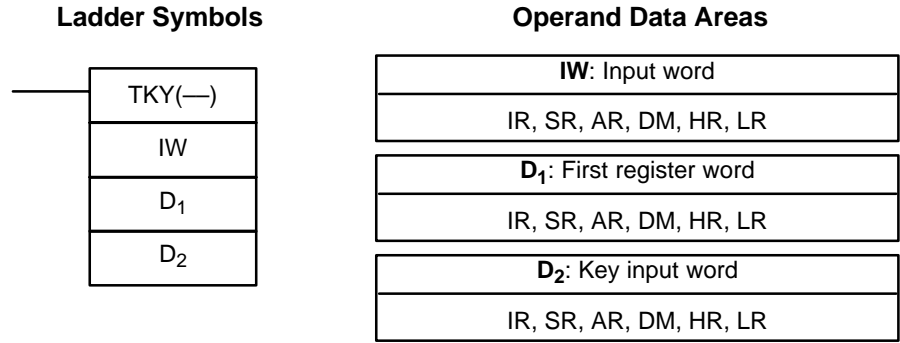 Ladder Symbols
TKY(—)
IW
D1
D2
Operand Data Areas
IW: Input word
IR, SR, AR, DM, HR, LR
D1: First register word
IR, SR, AR, DM, HR, LR
D2: Key input word
IR, SR, AR, DM, HR, LR